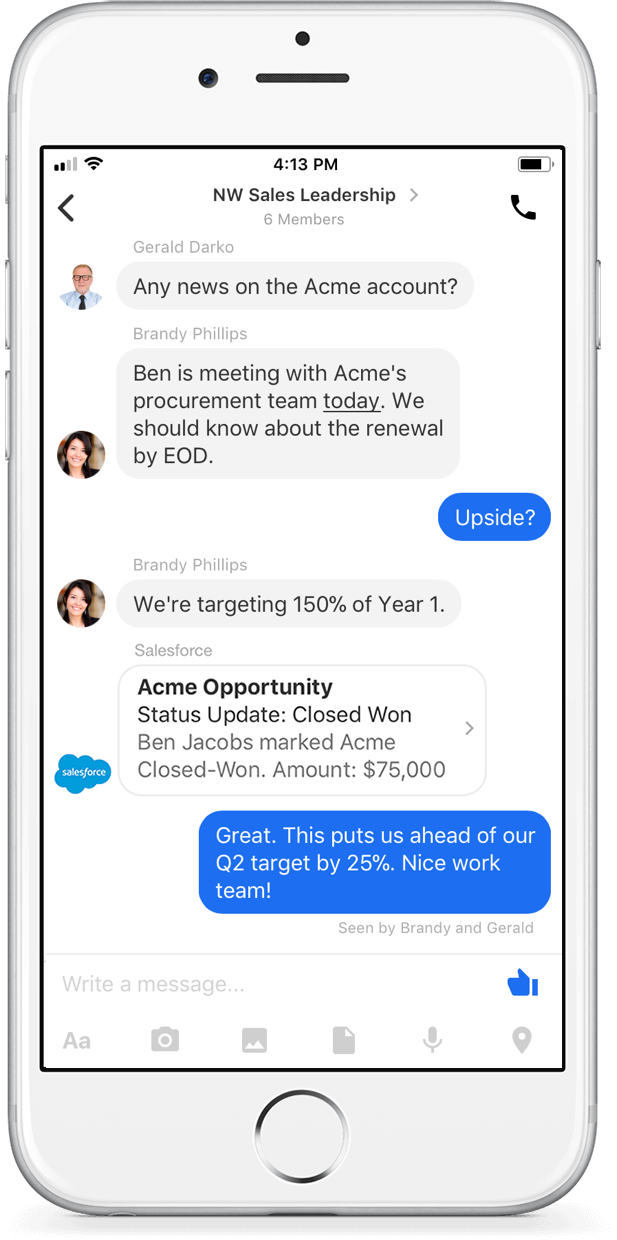 4:13 PM
NW Sales Leadership
6 Members
Gerald Darko
Any news on the Acme account?
Brandy Phillips
Ben is meeting with Acme's
procurement team today. We
should know about the renewal
by EOD.
Upside?
Brandy Phillips
We're targeting 150% of Year 1.
Salesforce
Acme Opportunity
Status Update: Closed Won
Ben Jacobs marked Acme
Closed-Won. Amount: $75,000
salesforce
Great. This puts us ahead of our
Q2 target by 25%. Nice work
team!
Seen by Brandy and Gerald
Write a message...
Aa